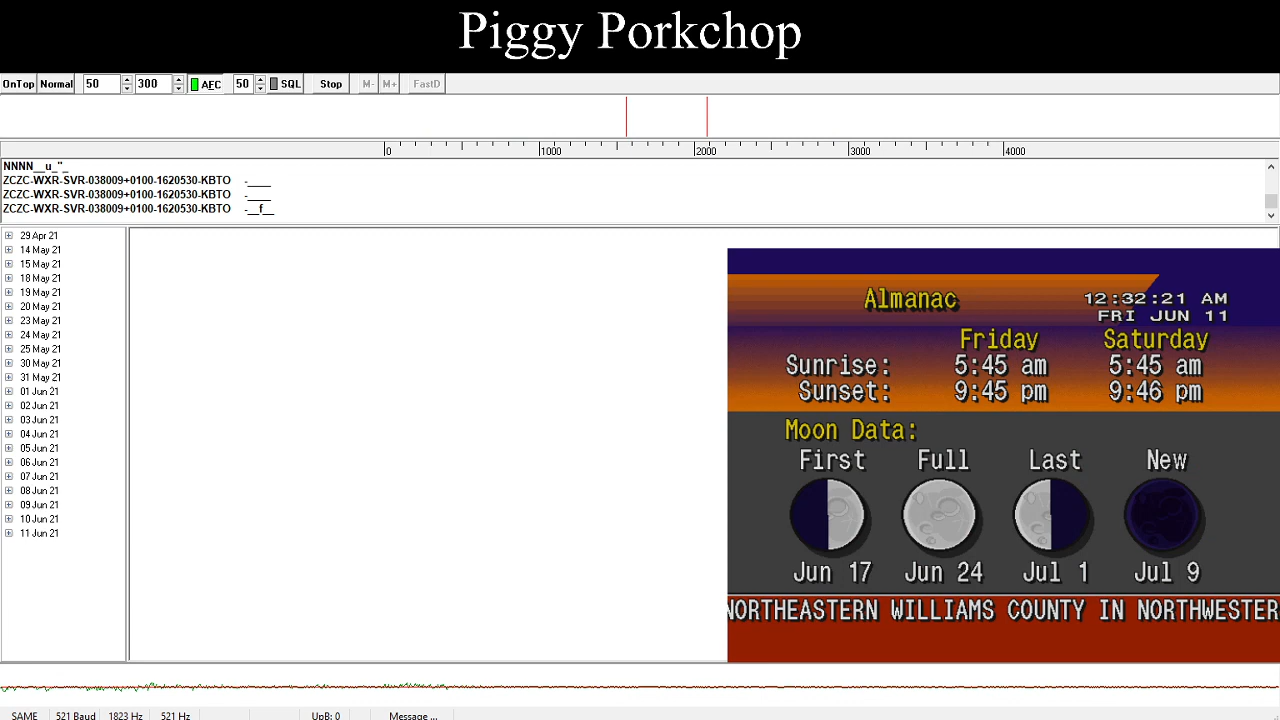 Piggy Porkchop
OnTop Normal 50 300 AFC 50 SQL Stop M- M+ FastD
0 1000 2000 3000 4000
NNNN__u_"_
ZCZC-WXR-SVR-038009+0100-1620530-KBTO -____
ZCZC-WXR-SVR-038009+0100-1620530-KBTO -____
ZCZC-WXR-SVR-038009+0100-1620530-KBTO -__f__
29 Apr 21
14 May 21
15 May 21
18 May 21
19 May 21
20 May 21
23 May 21
24 May 21
25 May 21
30 May 21
31 May 21
01 Jun 21
02 Jun 21
03 Jun 21
04 Jun 21
05 Jun 21
06 Jun 21
07 Jun 21
08 Jun 21
09 Jun 21
10 Jun 21
11 Jun 21
Almanac 12:32:21 AM
FRI JUN 11
Friday Saturday
Sunrise: 5:45 am 5:45 am
Sunset: 9:45 pm 9:46 pm
Moon Data:
First Full Last New
Jun 17 Jun 24 Jul 1 Jul 9
NORTHEASTERN WILLIAMS COUNTY IN NORTHWESTER
SAME 521 Baud 1823 Hz 521 Hz UpB: 0 Message ...